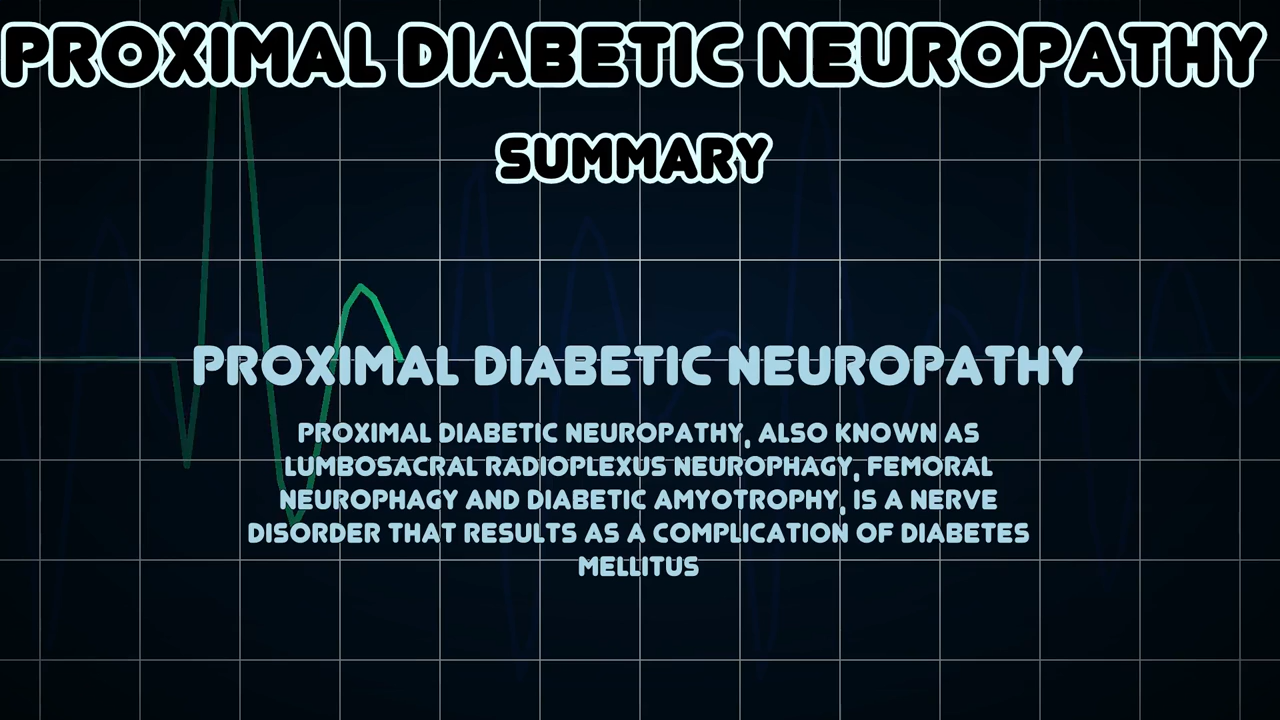 PROXIMAL DIABETIC NEUROPATHY
SUMMARY
PROXIMAL DIABETIC NEUROPATHY
PROXIMAL DIABETIC NEUROPATHY, ALSO KNOWN AS
LUMBOSACRAL RADIOPLEXUS NEUROPHAGY, FEMORAL
NEUROPHAGY AND DIABETIC AMYOTROPHY, IS A NERVE
DISORDER THAT RESULTS AS A COMPLICATION OF DIABETES
MELLITUS